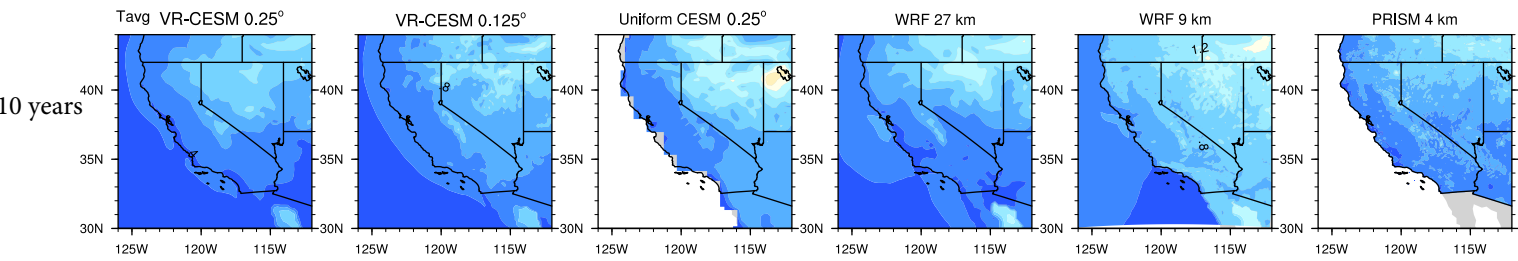 Tavg VR-CESM 0.25° VR-CESM 0.125° Uniform CESM 0.25° WRF 27 km WRF 9 km PRISM 4 km
10 years
40N 40N 40N 40N 40N 40N
35N 35N 35N 35N 35N 35N
30N 30N 30N 30N 30N 30N
125W 120W 115W 125W 120W 115W 125W 120W 115W 125W 120W 115W 125W 120W 115W 125W 120W 115W
1.2